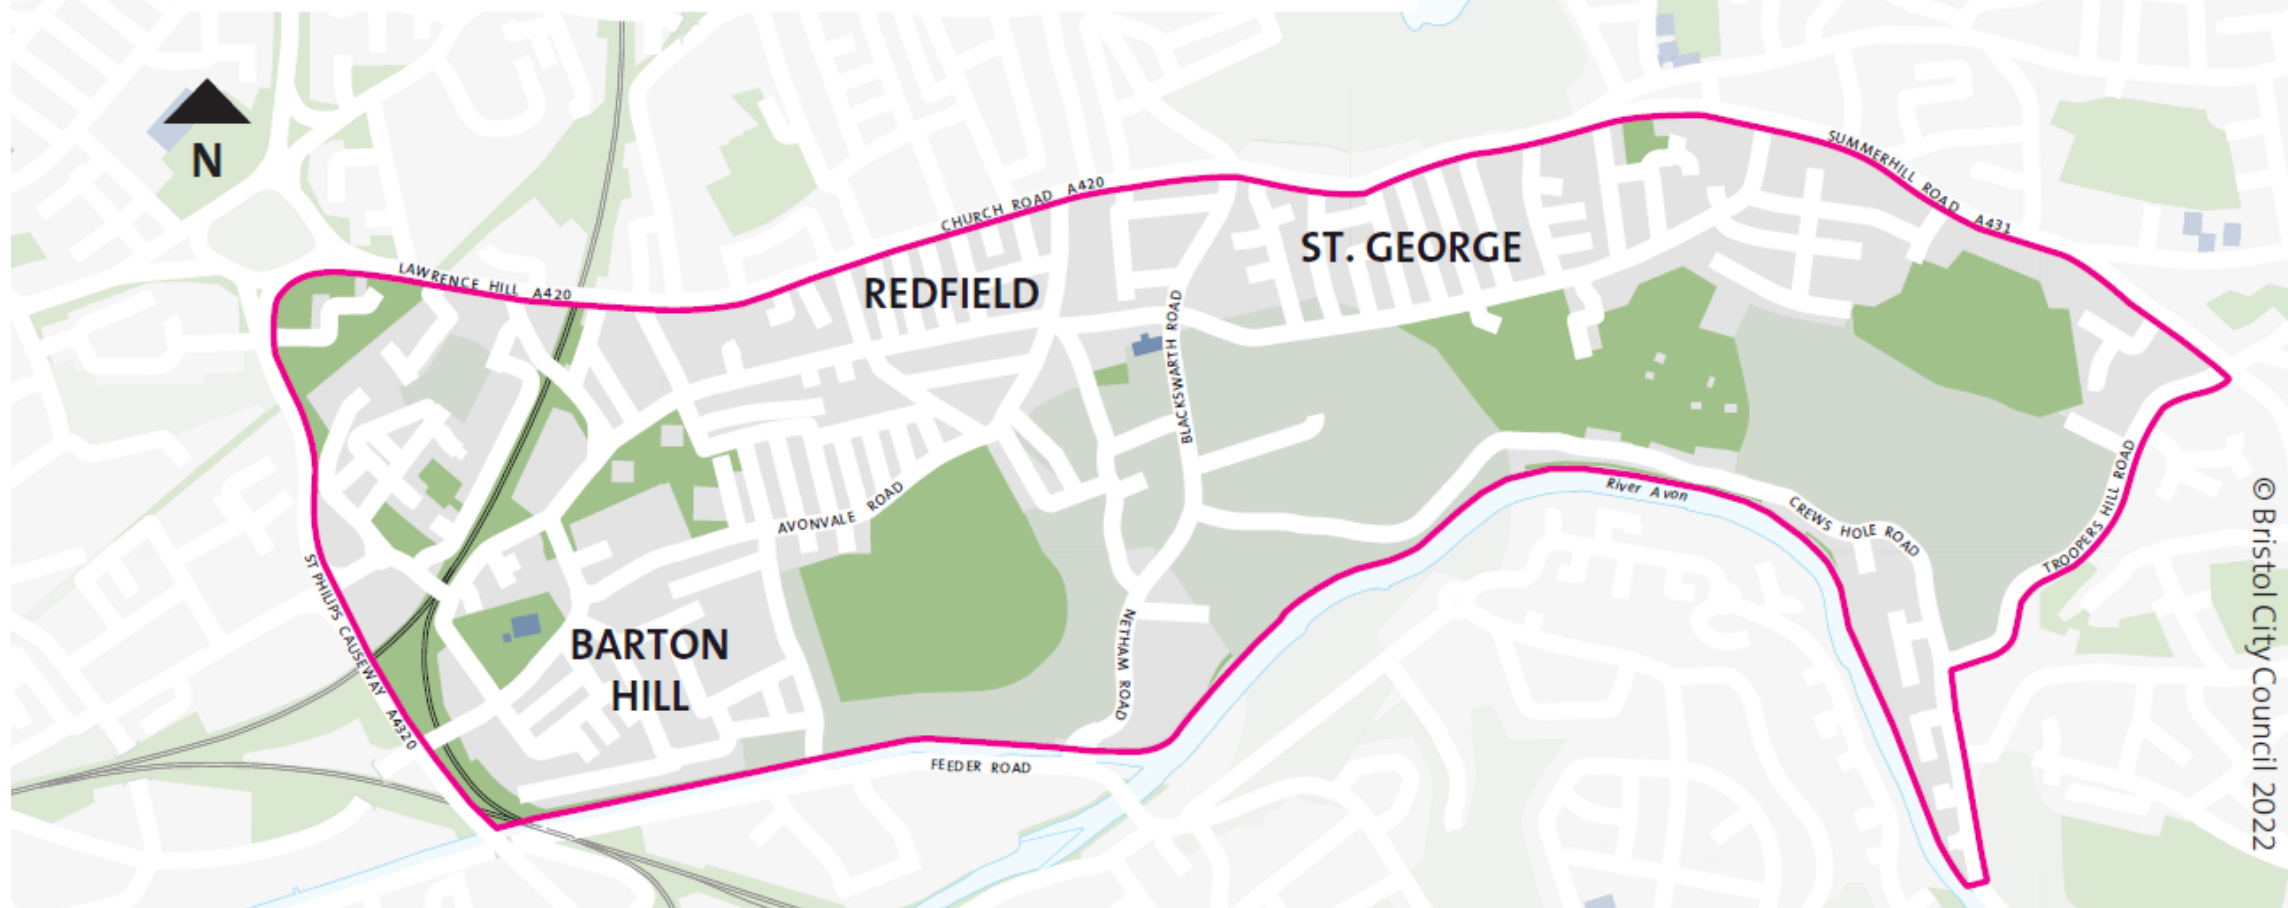 N
SUMMERHILL ROAD A431
CHURCH ROAD A420
ST. GEORGE
LAWRENCE HILL A420
REDFIELD
BLACKSWARTH ROAD
River Avon
AVONVALE ROAD
CREWS HOLE ROAD
TROOPERS HILL ROAD
ST PHILIPS CAUSEWAY A4320
BARTON
HILL
NETHAM ROAD
FEEDER ROAD
© Bristol City Council 2022